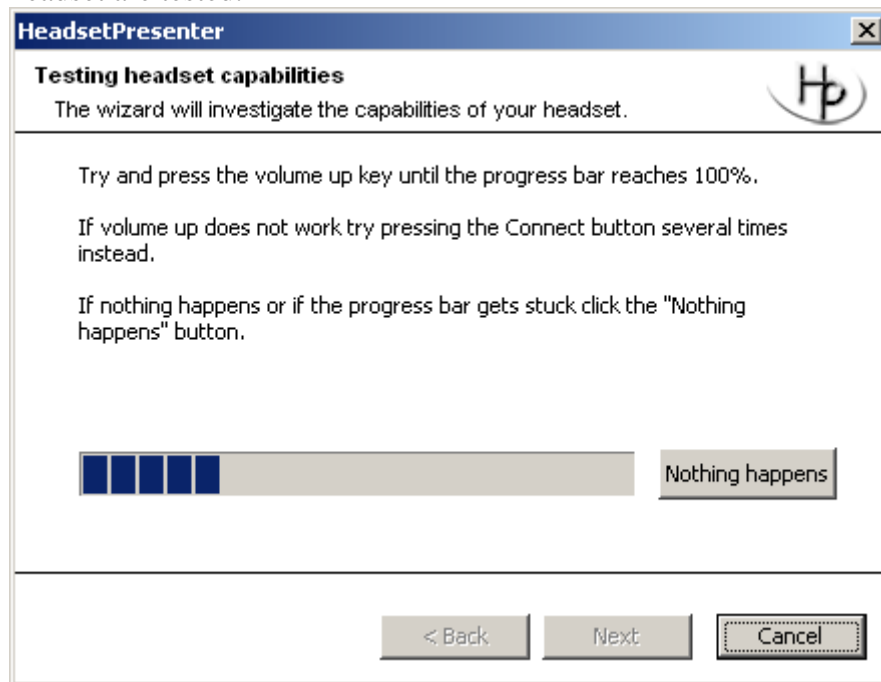 HeadsetPresenter
Testing headset capabilities
The wizard will investigate the capabilities of your headset.
Hp
Try and press the volume up key until the progress bar reaches 100%.
If volume up does not work try pressing the Connect button several times
instead.
If nothing happens or if the progress bar gets stuck click the "Nothing
happens" button.
Nothing happens
< Back
Next
Cancel